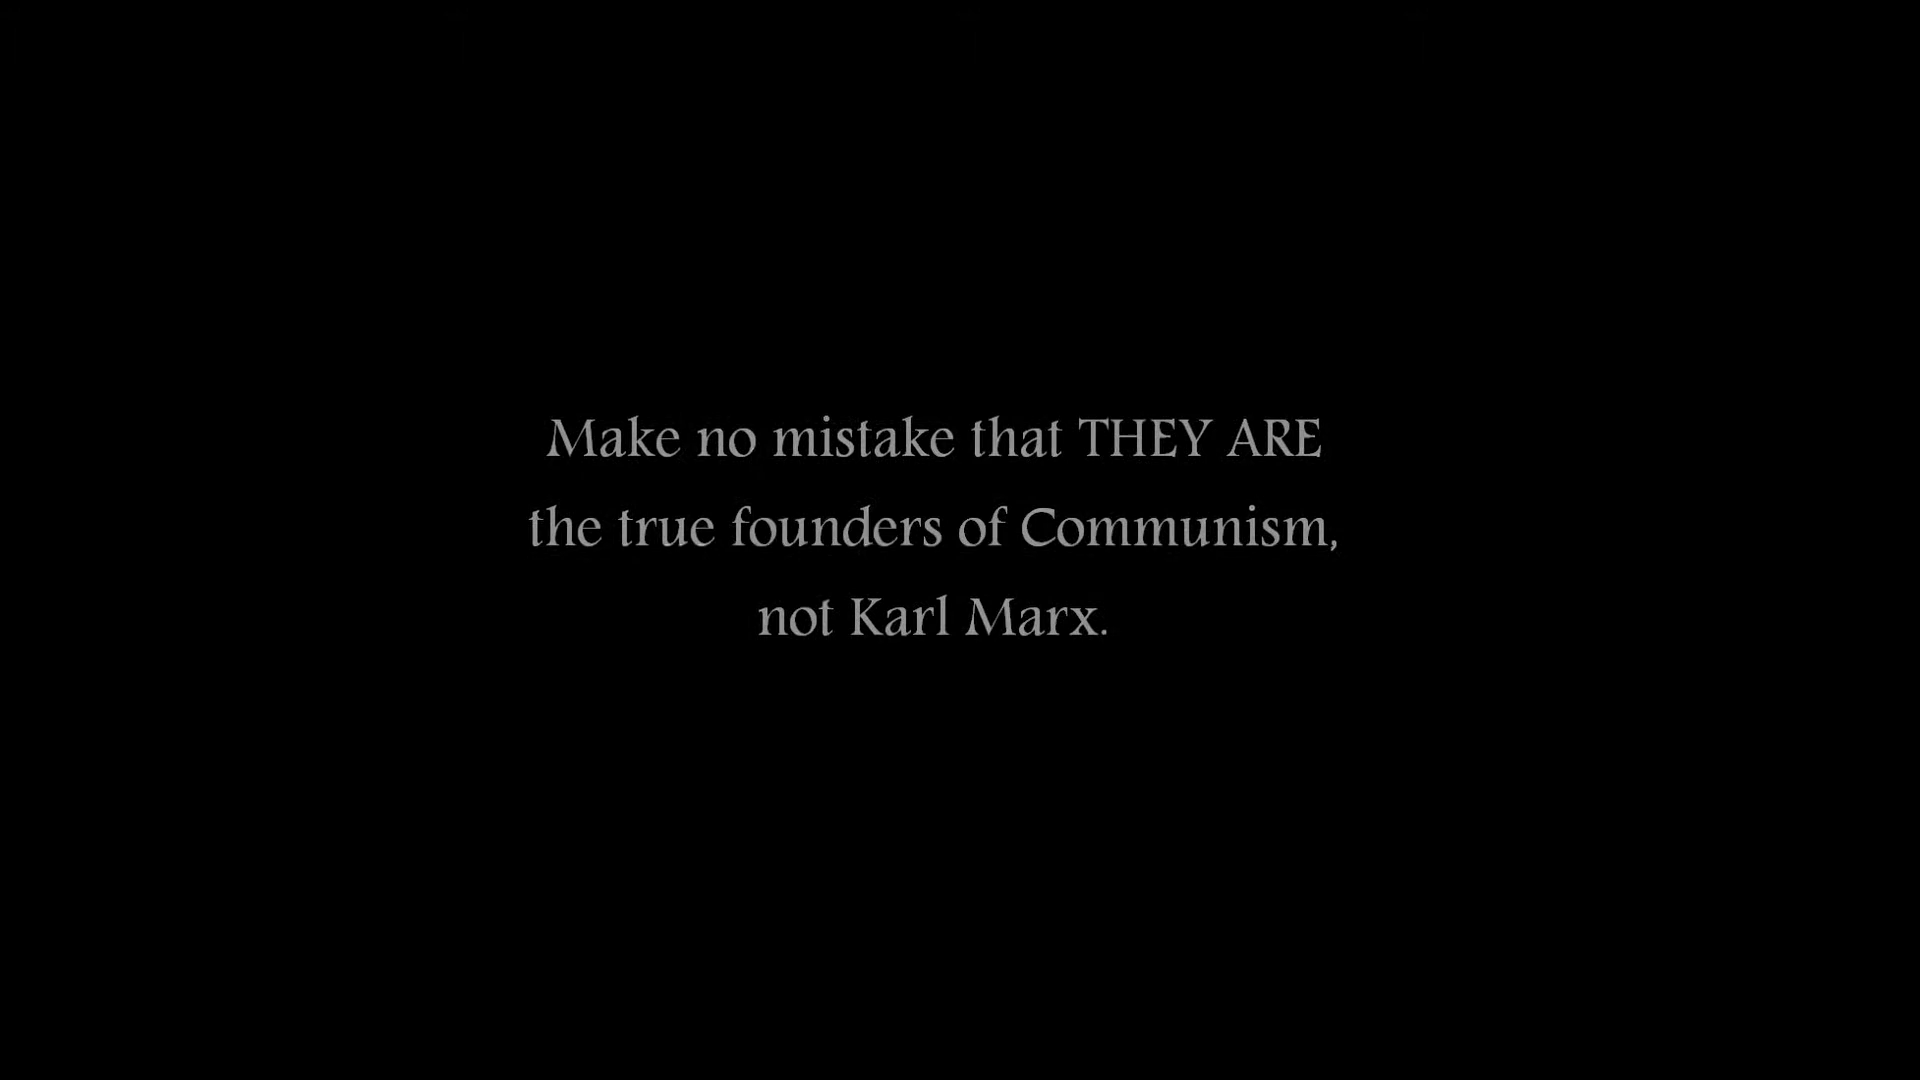 Make no mistake that THEY ARE
the true founders of Communism,
not Karl Marx.